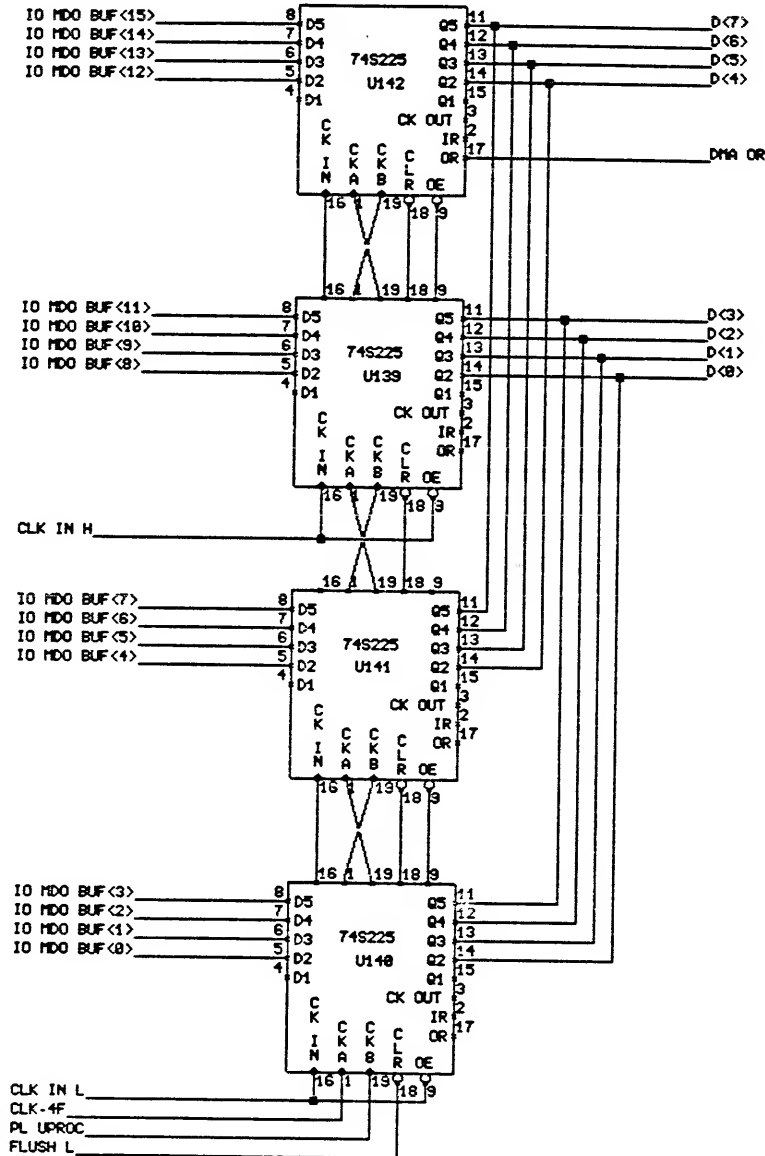 IO MDO BUF<15> 8 D5 Q5 11 D<7>
IO MDO BUF<14> 7 D4 Q4 12 D<6>
IO MDO BUF<13> 6 D3 74S225 Q3 13 D<5>
IO MDO BUF<12> 5 D2 U142 Q2 14 D<4>
4 D1 Q1 15
CK OUT 3
IR 2
OR 17 DMA OR
CK IN CKA CKB CLR OE
16 1 19 18 9
16 1 19 18 9
IO MDO BUF<11> 8 D5 Q5 11 D<3>
IO MDO BUF<10> 7 D4 Q4 12 D<2>
IO MDO BUF<9> 6 D3 74S225 Q3 13 D<1>
IO MDO BUF<8> 5 D2 U139 Q2 14 D<0>
4 D1 Q1 15
CK OUT 3
IR 2
OR 17
CK IN CKA CKB CLR OE
16 1 19 18 9
CLK IN H
16 1 19 18 9
IO MDO BUF<7> 8 D5 Q5 11
IO MDO BUF<6> 7 D4 Q4 12
IO MDO BUF<5> 6 D3 74S225 Q3 13
IO MDO BUF<4> 5 D2 U141 Q2 14
4 D1 Q1 15
CK OUT 3
IR 2
OR 17
CK IN CKA CKB CLR OE
16 1 19 18 9
16 1 19 18 9
IO MDO BUF<3> 8 D5 Q5 11
IO MDO BUF<2> 7 D4 Q4 12
IO MDO BUF<1> 6 D3 74S225 Q3 13
IO MDO BUF<0> 5 D2 U140 Q2 14
4 D1 Q1 15
CK OUT 3
IR 2
OR 17
CK IN CKA CKB CLR OE
16 1 19 18 9
CLK IN L
CLK-4F
PL UPROC
FLUSH L